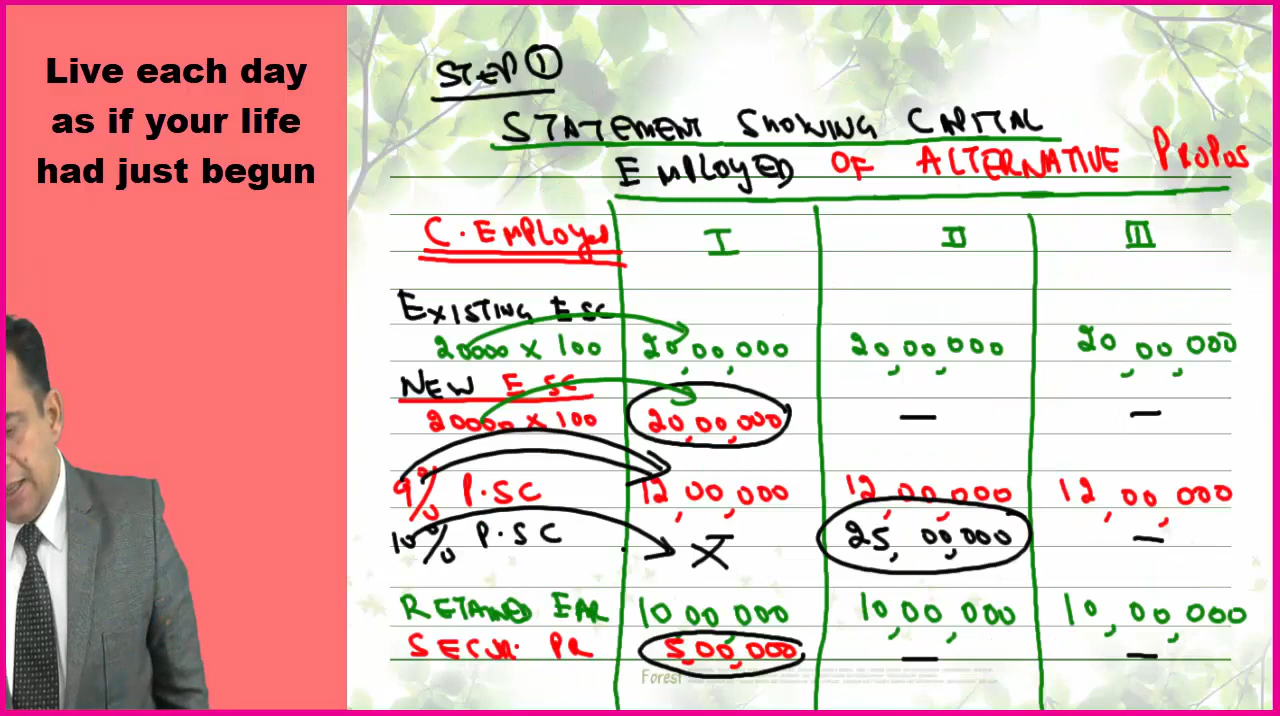 Live each day
as if your life
had just begun
STEP 1
STATEMENT SHOWING CAPITAL
EMPLOYED OF ALTERNATIVE PROPOS
C.EMPLOYED I II III
EXISTING ESC
20000 X 100 20,00,000 20,00,000 20,00,000
NEW ESC
20000 X 100 20,00,000 — —
9% P.SC 12,00,000 12,00,000 12,00,000
10% P.SC X 25,00,000 —
RETAINED EAR 10,00,000 10,00,000 10,00,000
SECU. PR 5,00,000 — —
Forest